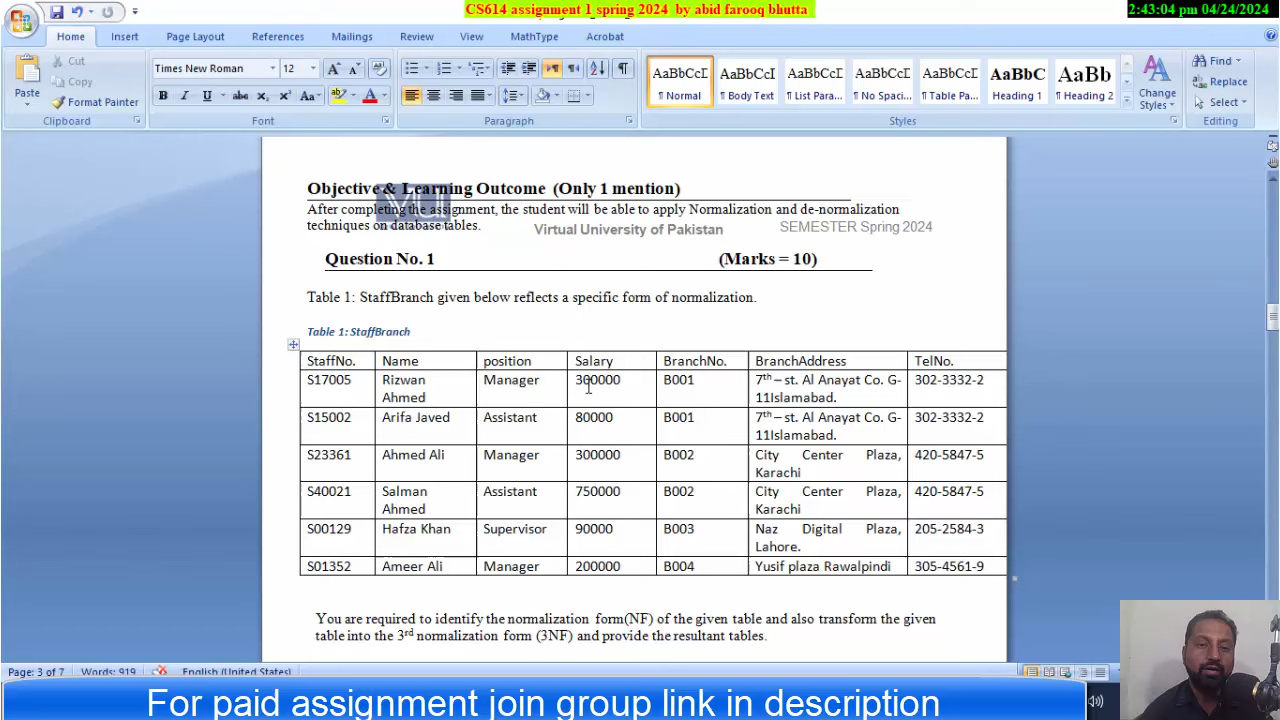 CS614 assignment 1 spring 2024 by abid farooq bhutta
2:43:04 pm 04/24/2024
Home Insert Page Layout References Mailings Review View MathType Acrobat
Paste
Cut
Copy
Format Painter
Clipboard
Times New Roman 12
B I U abc x₂ x² Aa
Font
Paragraph
AaBbCcI AaBbCcI AaBbCcI AaBbCcI AaBbCcI AaBbC AaBb
¶ Normal ¶ Body Text ¶ List Para... ¶ No Spaci... ¶ Table Pa... Heading 1 ¶ Heading 2
Change
Styles
Styles
Find
Replace
Select
Editing
Objective & Learning Outcome (Only 1 mention)
After completing the assignment, the student will be able to apply Normalization and de-normalization
techniques on database tables.
VU
Virtual University of Pakistan
SEMESTER Spring 2024
Question No. 1 (Marks = 10)
Table 1: StaffBranch given below reflects a specific form of normalization.
Table 1: StaffBranch
StaffNo. Name position Salary BranchNo. BranchAddress TelNo.
S17005 Rizwan Manager 300000 B001 7th – st. Al Anayat Co. G- 302-3332-2
Ahmed 11Islamabad.
S15002 Arifa Javed Assistant 80000 B001 7th – st. Al Anayat Co. G- 302-3332-2
11Islamabad.
S23361 Ahmed Ali Manager 300000 B002 City Center Plaza, 420-5847-5
Karachi
S40021 Salman Assistant 750000 B002 City Center Plaza, 420-5847-5
Ahmed Karachi
S00129 Hafza Khan Supervisor 90000 B003 Naz Digital Plaza, 205-2584-3
Lahore.
S01352 Ameer Ali Manager 200000 B004 Yusif plaza Rawalpindi 305-4561-9
You are required to identify the normalization form(NF) of the given table and also transform the given
table into the 3rd normalization form (3NF) and provide the resultant tables.
Page: 3 of 7 Words: 919 English (United States)
For paid assignment join group link in description